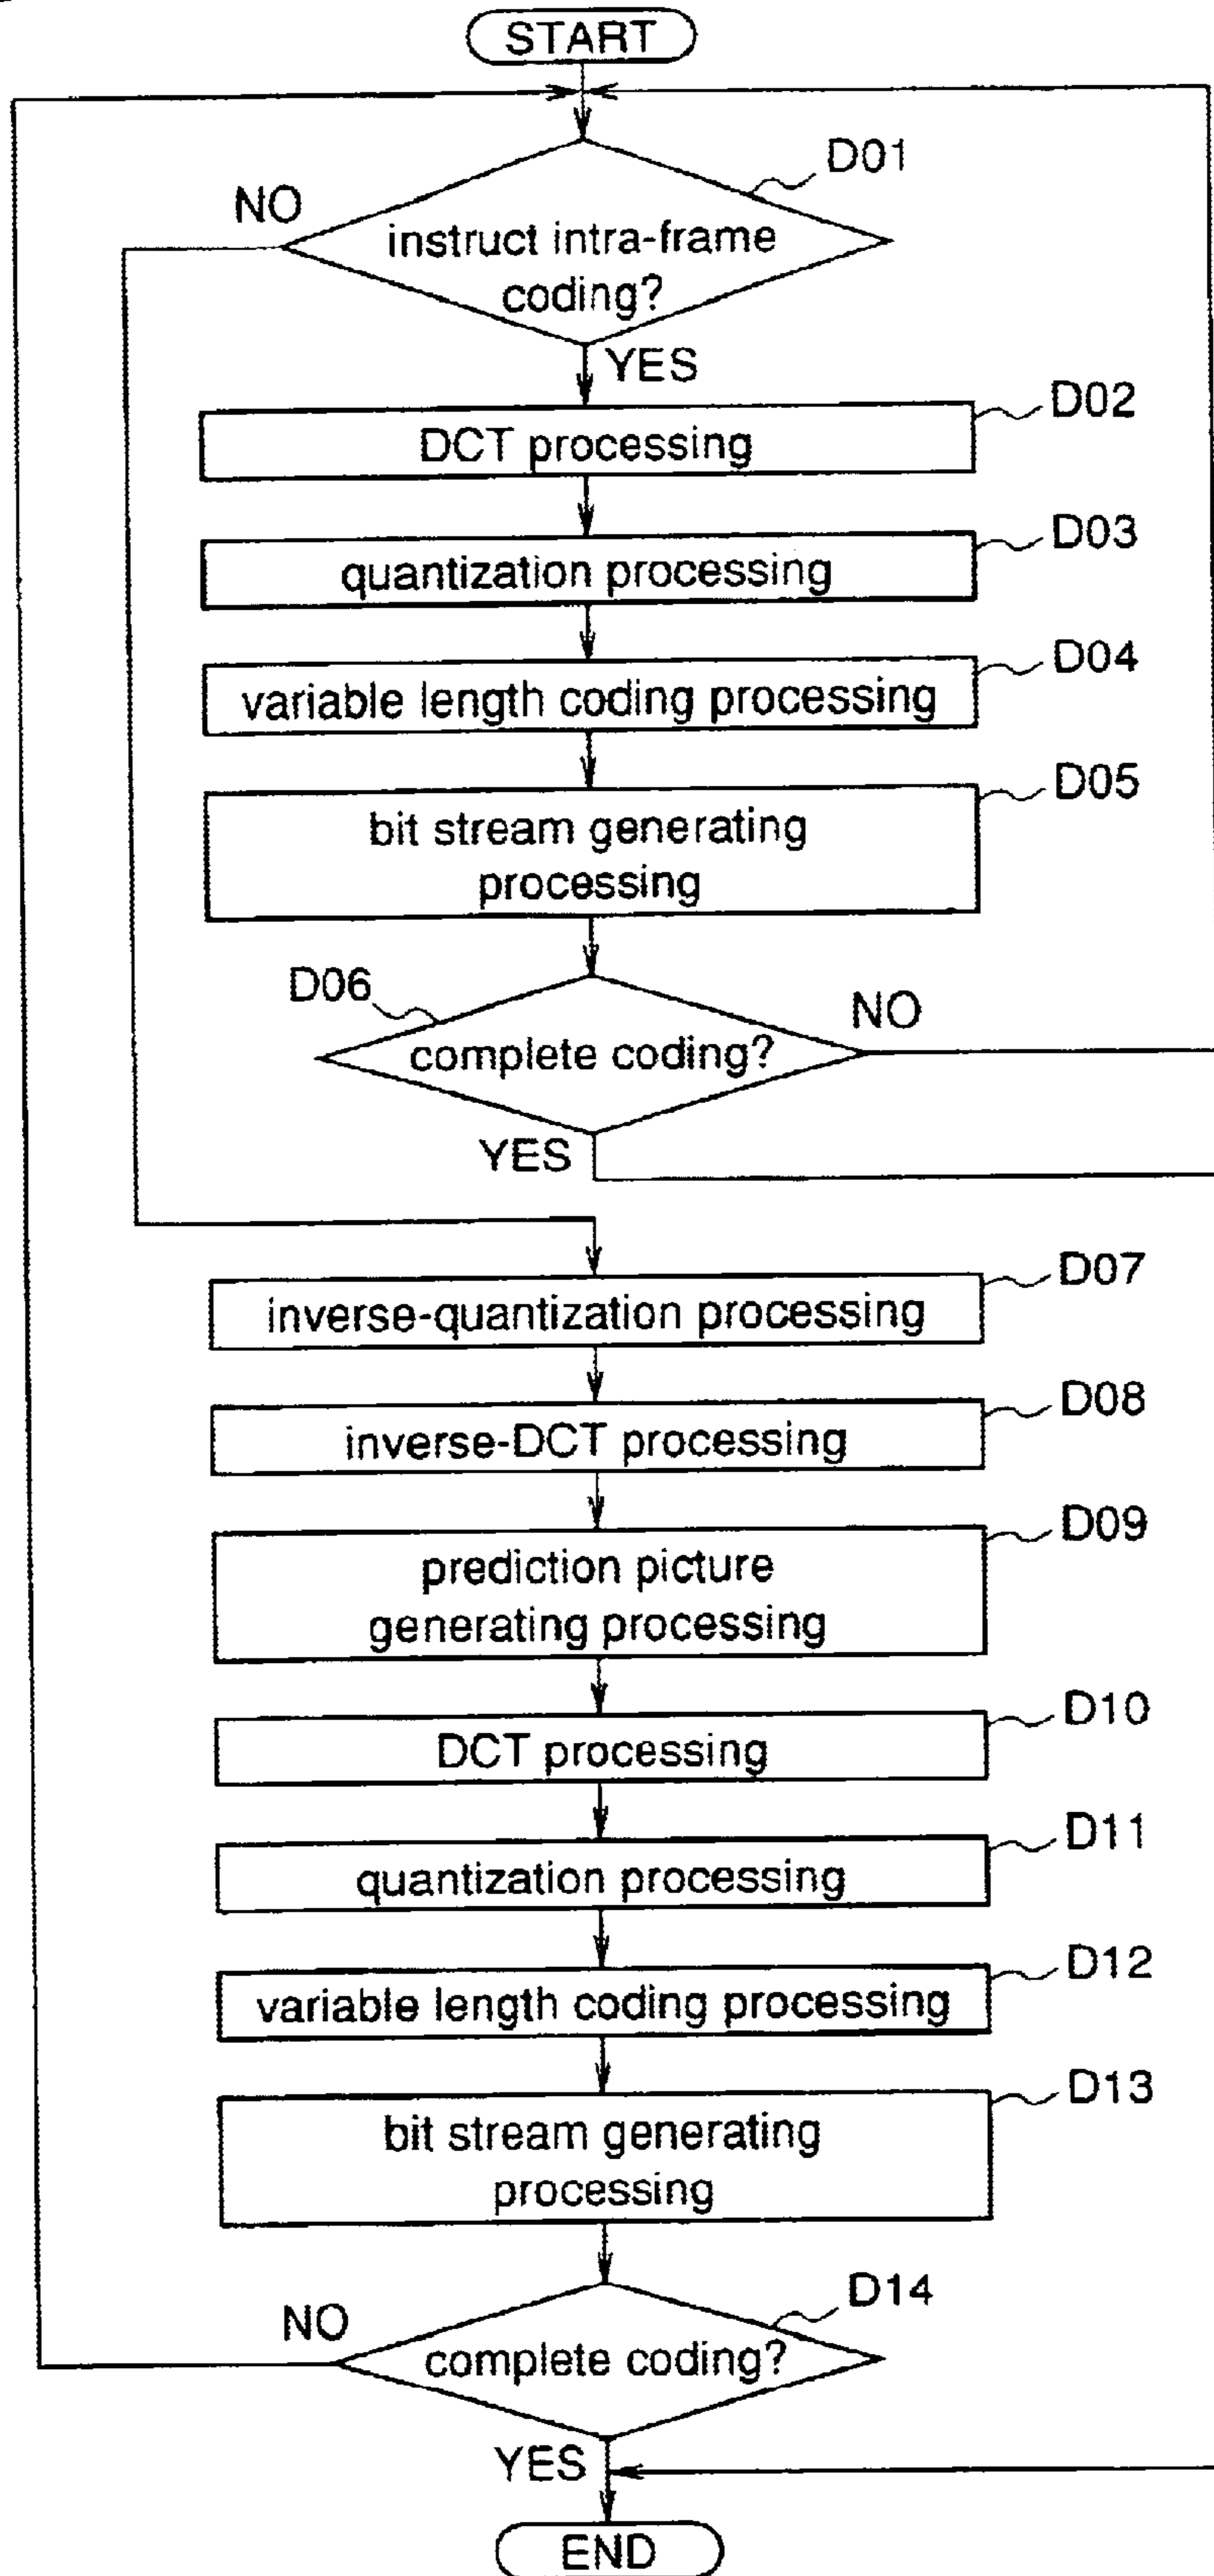 START
D01
NO
instruct intra-frame
coding?
YES
D02
DCT processing
D03
quantization processing
D04
variable length coding processing
D05
bit stream generating
processing
D06
NO
complete coding?
YES
D07
inverse-quantization processing
D08
inverse-DCT processing
D09
prediction picture
generating processing
D10
DCT processing
D11
quantization processing
D12
variable length coding processing
D13
bit stream generating
processing
D14
NO
complete coding?
YES
END